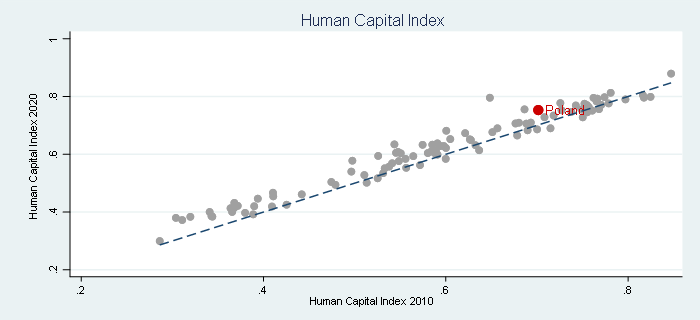 Human Capital Index
Human Capital Index 2020
1
.8
.6
.4
.2
Poland
.2 .4 .6 .8
Human Capital Index 2010